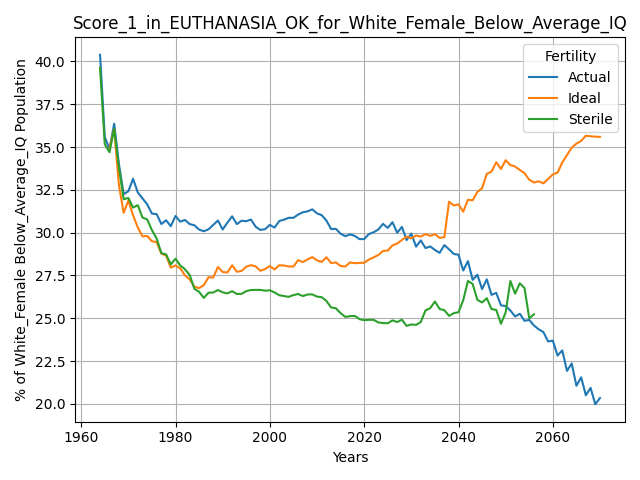 Score_1_in_EUTHANASIA_OK_for_White_Female_Below_Average_IQ
% of White_Female Below_Average_IQ Population
40.0
37.5
35.0
32.5
30.0
27.5
25.0
22.5
20.0
Fertility
Actual
Ideal
Sterile
1960 1980 2000 2020 2040 2060
Years